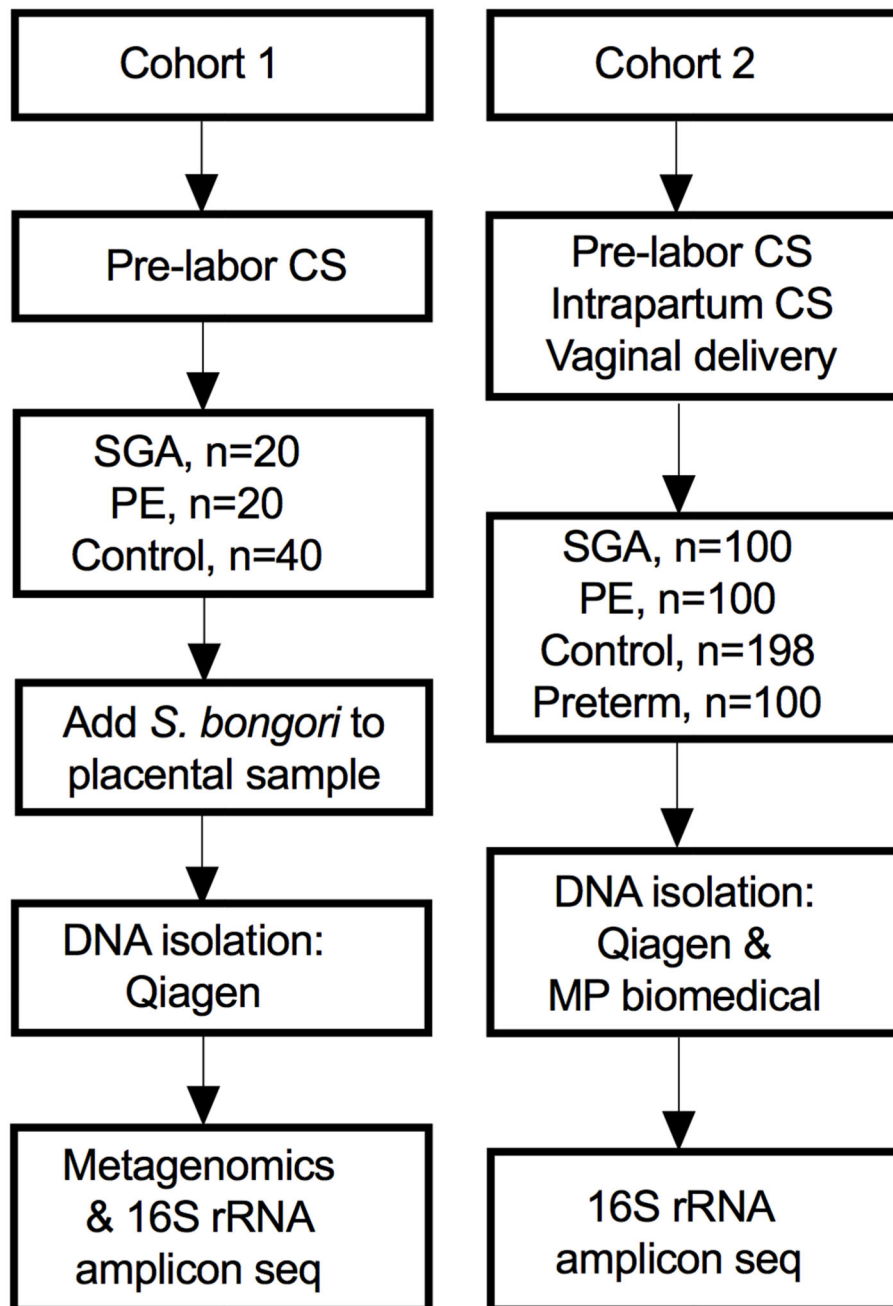 Cohort 1
Pre-labor CS
SGA, n=20
PE, n=20
Control, n=40
Add S. bongori to
placental sample
DNA isolation:
Qiagen
Metagenomics
& 16S rRNA
amplicon seq
Cohort 2
Pre-labor CS
Intrapartum CS
Vaginal delivery
SGA, n=100
PE, n=100
Control, n=198
Preterm, n=100
DNA isolation:
Qiagen &
MP biomedical
16S rRNA
amplicon seq